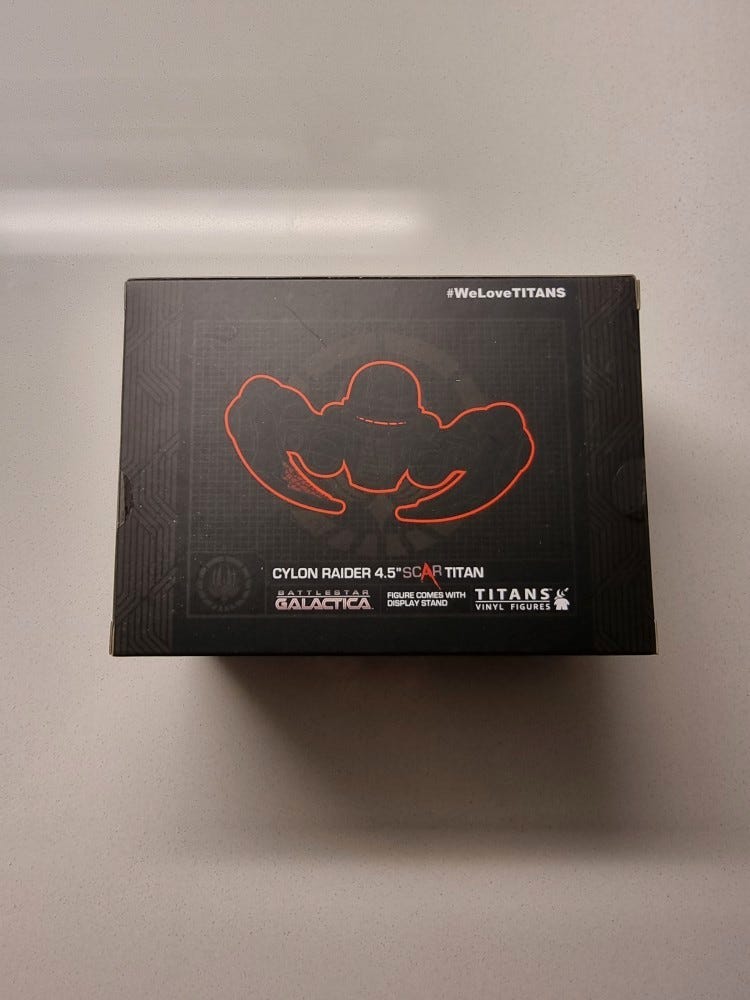 #WeLoveTITANS
CYLON RAIDER 4.5" SCAR TITAN
BATTLESTAR
GALACTICA
FIGURE COMES WITH
DISPLAY STAND
TITANS
VINYL FIGURES